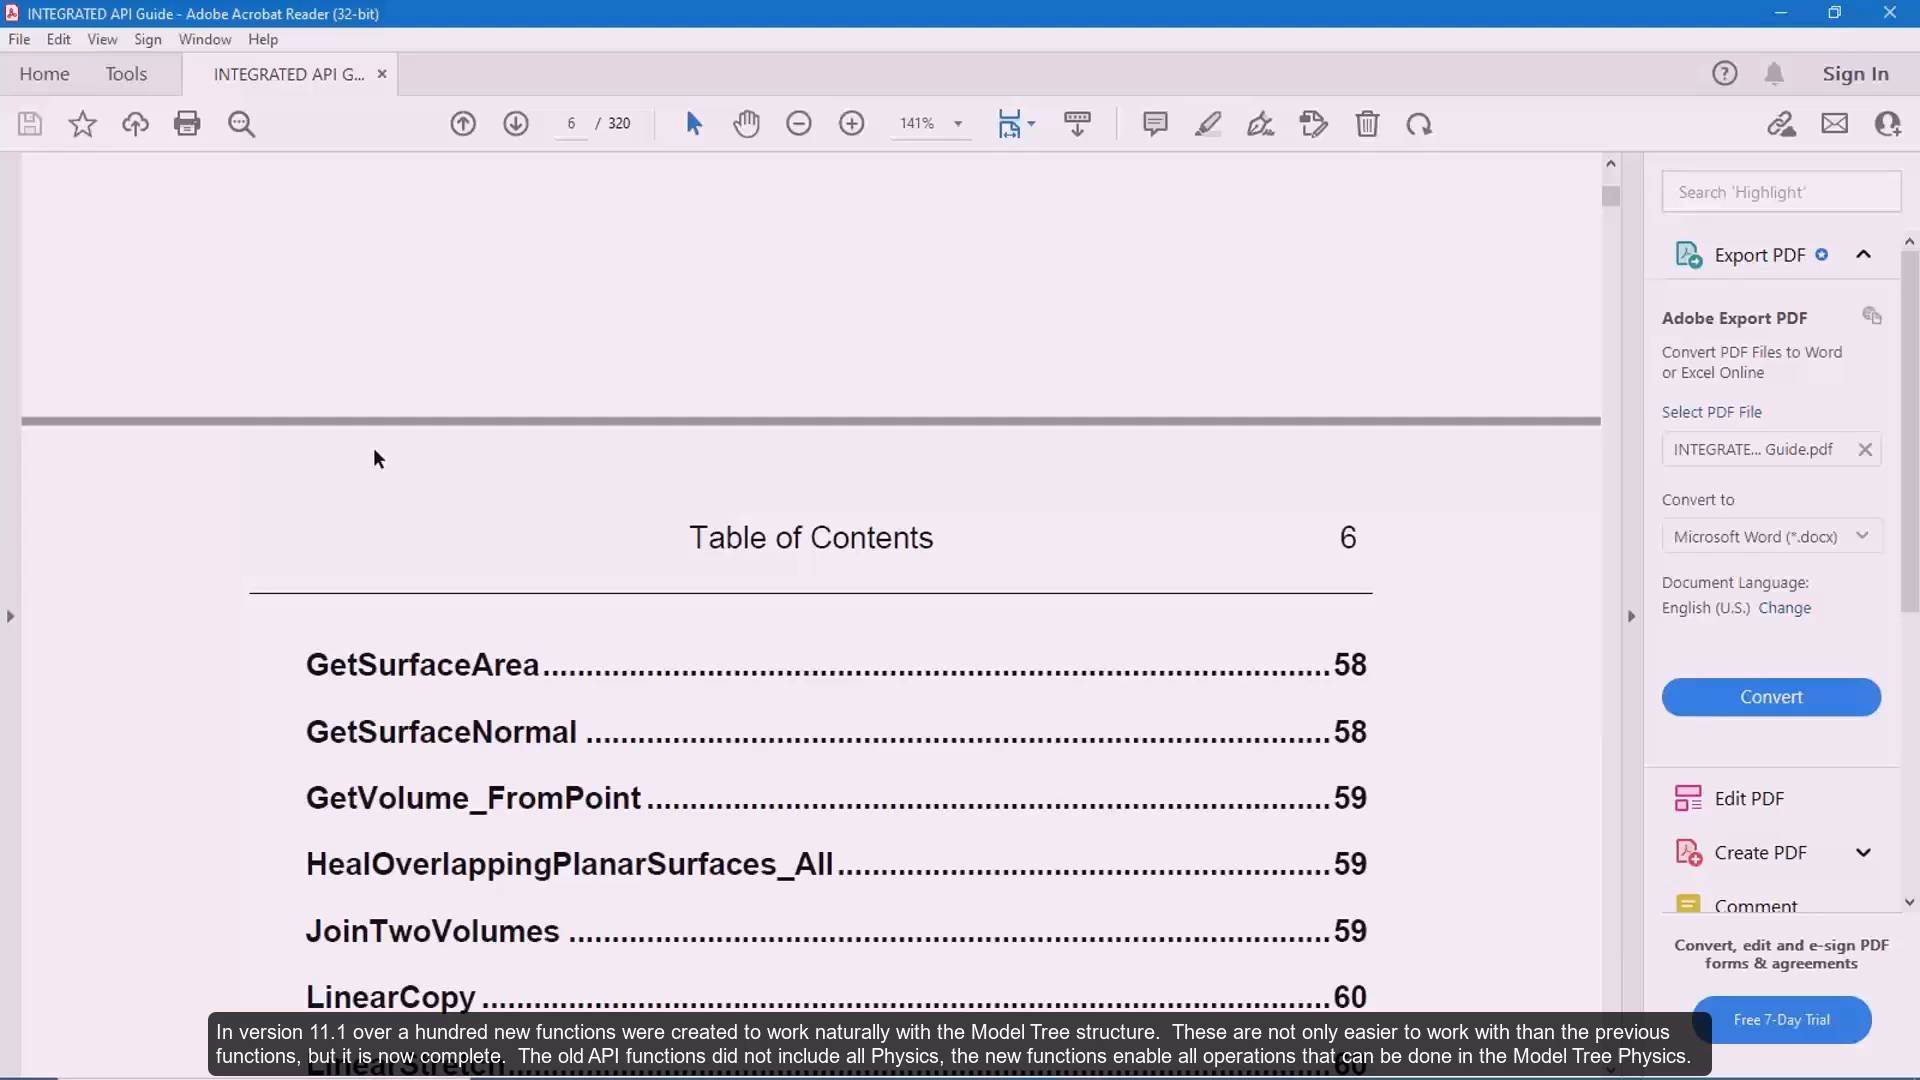 INTEGRATED API Guide - Adobe Acrobat Reader (32-bit)
File Edit View Sign Window Help
Home Tools INTEGRATED API G... × Sign In
6 / 320 141%
Search 'Highlight'
Export PDF
Adobe Export PDF
Convert PDF Files to Word
or Excel Online
Select PDF File
INTEGRATE... Guide.pdf
Convert to
Microsoft Word (*.docx)
Document Language:
English (U.S.) Change
Convert
Edit PDF
Create PDF
Comment
Convert, edit and e-sign PDF
forms & agreements
Free 7-Day Trial
Table of Contents 6
GetSurfaceArea 58
GetSurfaceNormal 58
GetVolume_FromPoint 59
HealOverlappingPlanarSurfaces_All 59
JoinTwoVolumes 59
LinearCopy 60
LinearStretch 60
In version 11.1 over a hundred new functions were created to work naturally with the Model Tree structure. These are not only easier to work with than the previous
functions, but it is now complete. The old API functions did not include all Physics, the new functions enable all operations that can be done in the Model Tree Physics.